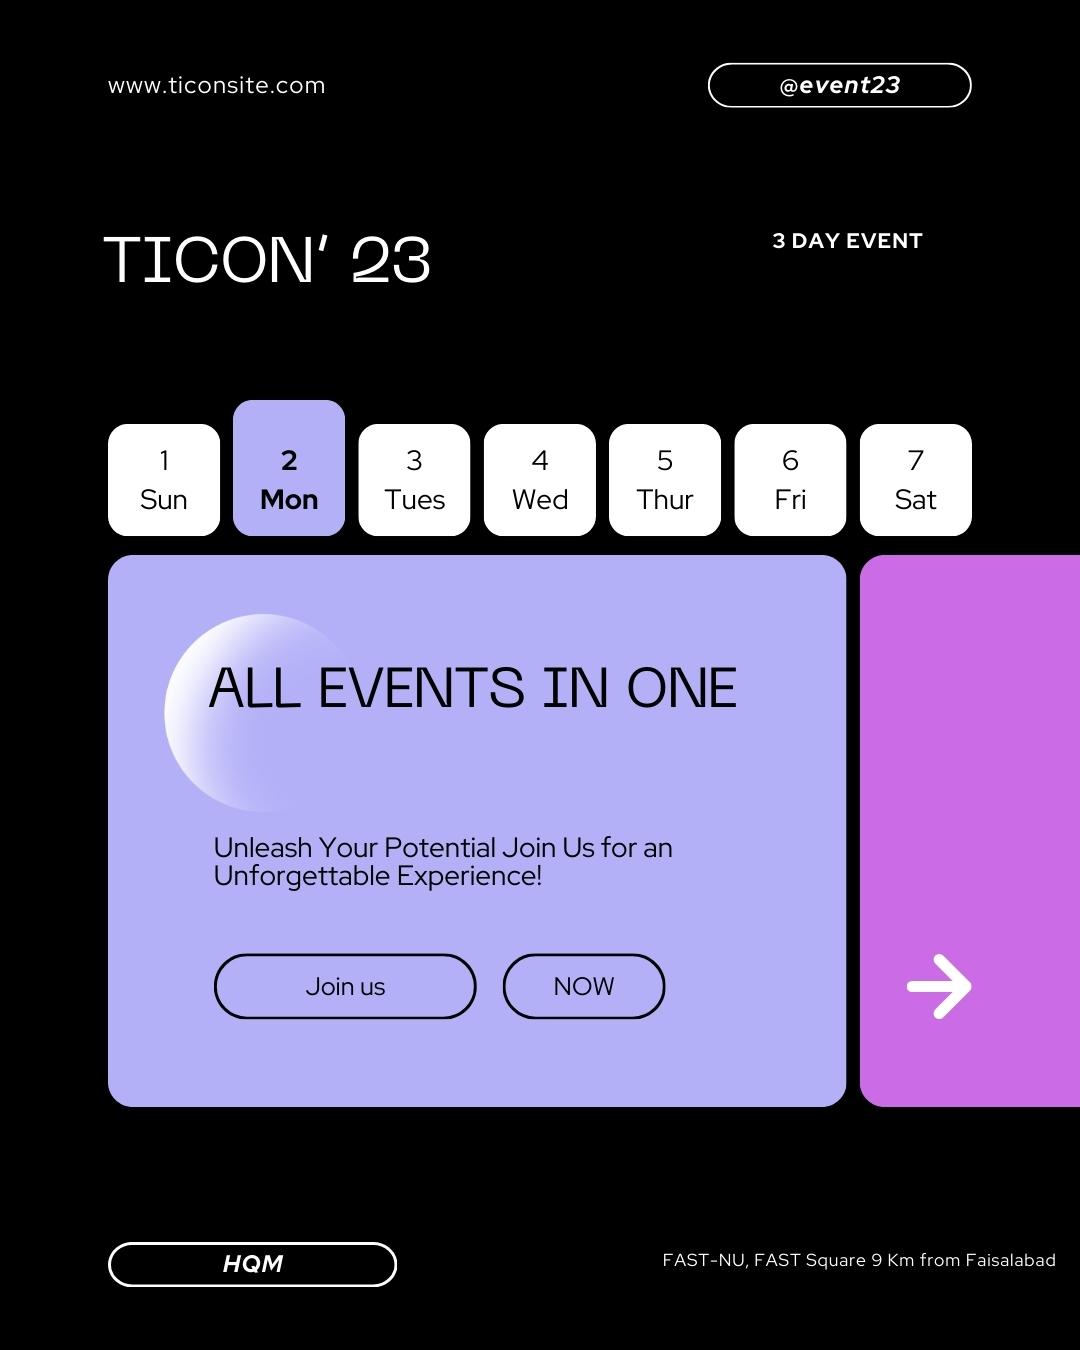 www.ticonsite.com
@event23
TICON' 23
3 DAY EVENT
1 2 3 4 5 6 7
Sun Mon Tues Wed Thur Fri Sat
ALL EVENTS IN ONE
Unleash Your Potential Join Us for an
Unforgettable Experience!
Join us
NOW
HQM
FAST-NU, FAST Square 9 Km from Faisalabad